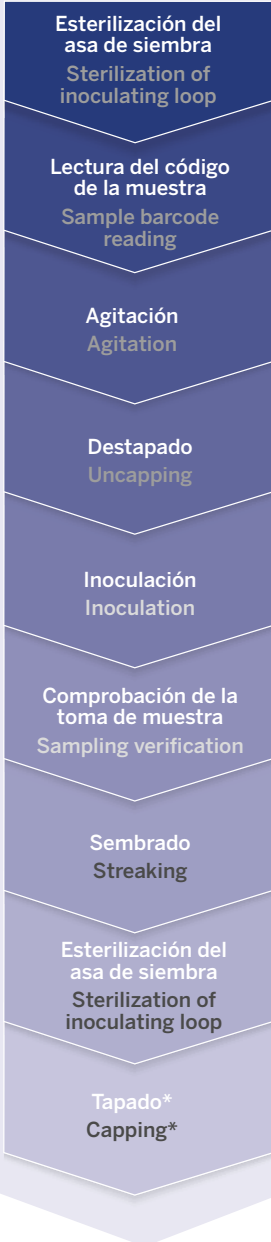 Esterilización del
asa de siembra
Sterilization of
inoculating loop
Lectura del código
de la muestra
Sample barcode
reading
Agitación
Agitation
Destapado
Uncapping
Inoculación
Inoculation
Comprobación de la
toma de muestra
Sampling verification
Sembrado
Streaking
Esterilización del
asa de siembra
Sterilization of
inoculating loop
Tapado*
Capping*